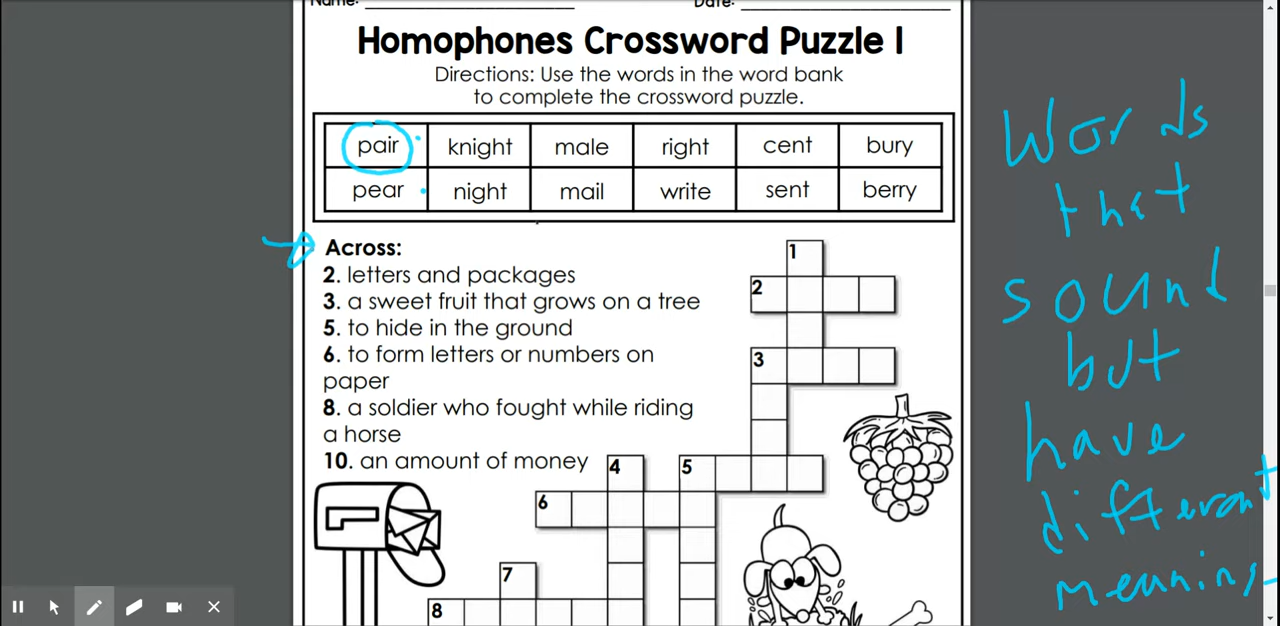 Name: Date:
Homophones Crossword Puzzle 1
Directions: Use the words in the word bank
to complete the crossword puzzle.
pair knight male right cent bury
pear night mail write sent berry
Across:
2. letters and packages
3. a sweet fruit that grows on a tree
5. to hide in the ground
6. to form letters or numbers on
paper
8. a soldier who fought while riding
a horse
10. an amount of money
1
2
3
4 5
6
7
8
Words
that
sound
but
have
different
meaning